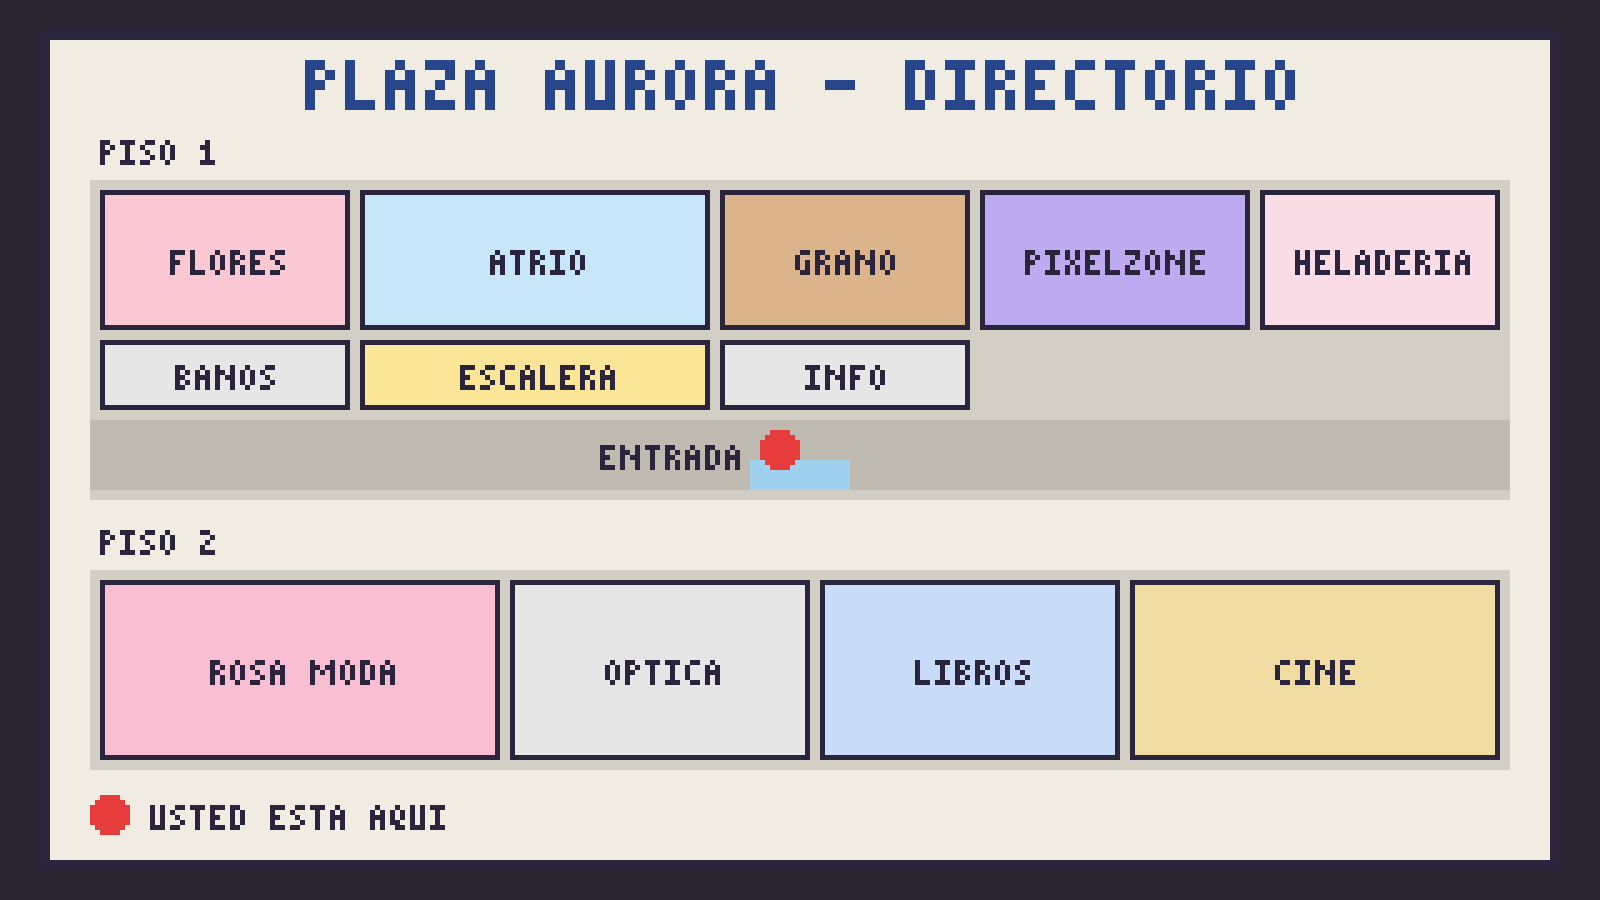 PLAZA AURORA - DIRECTORIO
PISO 1
FLORES
ATRIO
GRANO
PIXELZONE
HELADERIA
BANOS
ESCALERA
INFO
ENTRADA
PISO 2
ROSA MODA
OPTICA
LIBROS
CINE
USTED ESTA AQUI